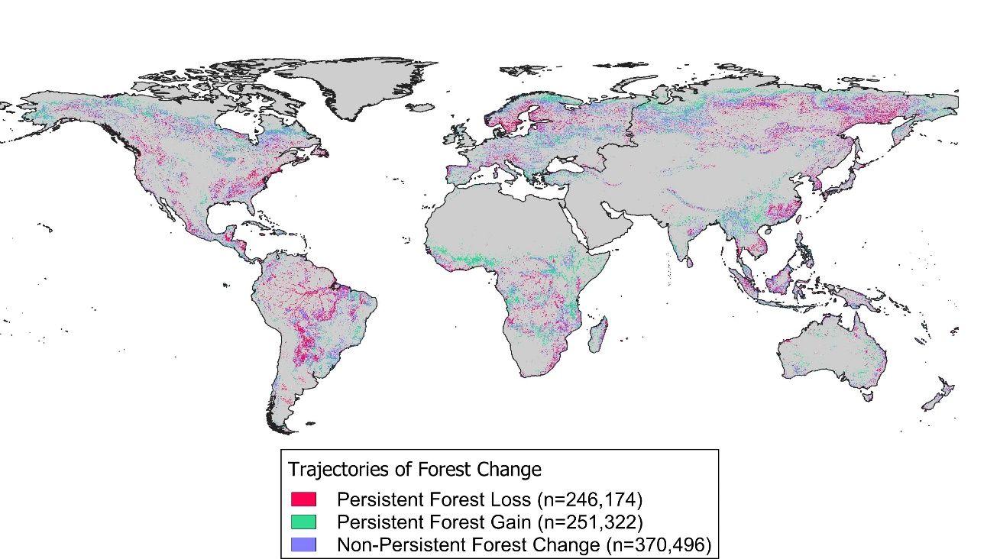 Trajectories of Forest Change
Persistent Forest Loss (n=246,174)
Persistent Forest Gain (n=251,322)
Non-Persistent Forest Change (n=370,496)